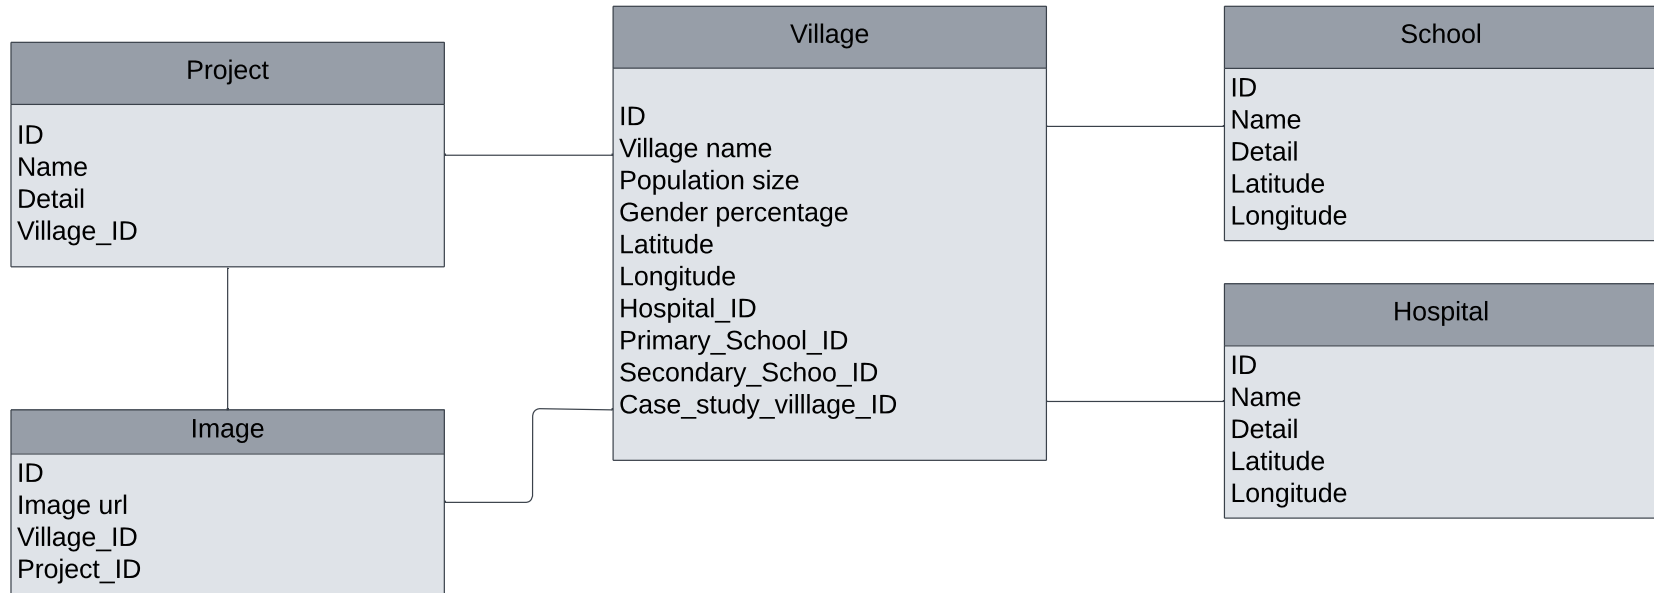 Project
ID
Name
Detail
Village_ID
Image
ID
Image url
Village_ID
Project_ID
Village
ID
Village name
Population size
Gender percentage
Latitude
Longitude
Hospital_ID
Primary_School_ID
Secondary_Schoo_ID
Case_study_villlage_ID
School
ID
Name
Detail
Latitude
Longitude
Hospital
ID
Name
Detail
Latitude
Longitude